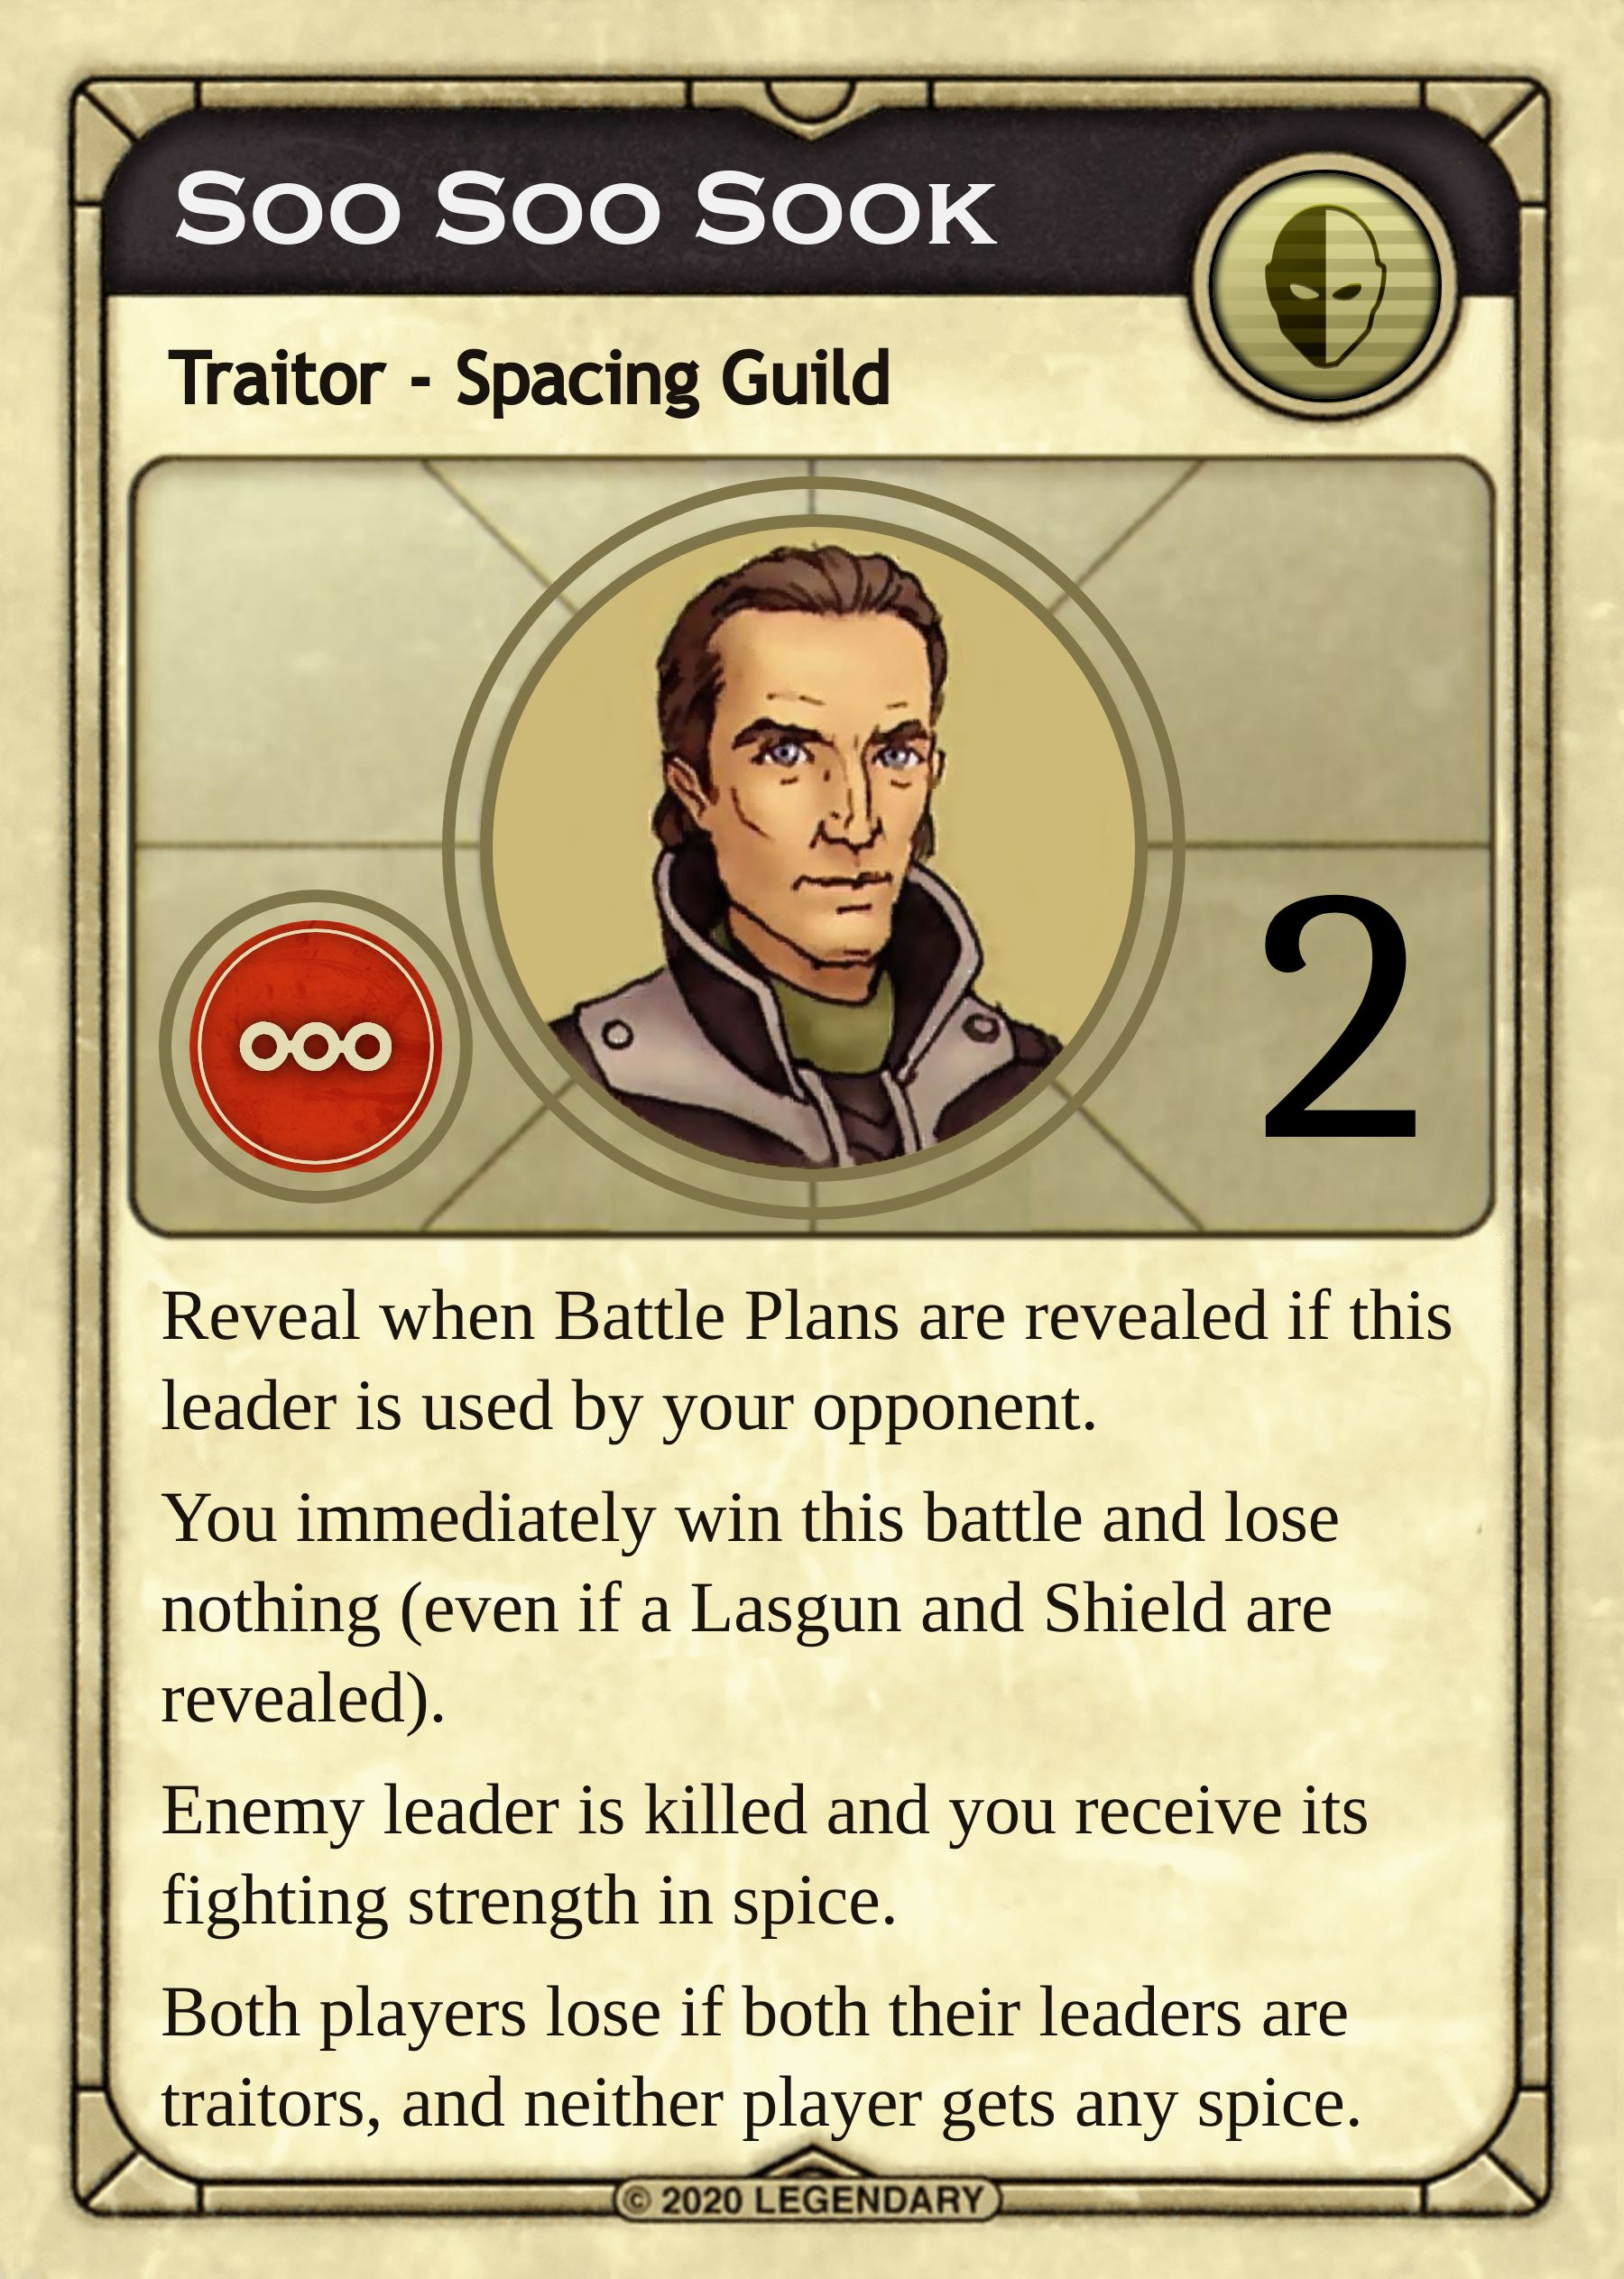 Soo Soo Sook
Traitor - Spacing Guild
2
Reveal when Battle Plans are revealed if this
leader is used by your opponent.
You immediately win this battle and lose
nothing (even if a Lasgun and Shield are
revealed).
Enemy leader is killed and you receive its
fighting strength in spice.
Both players lose if both their leaders are
traitors, and neither player gets any spice.
© 2020 LEGENDARY